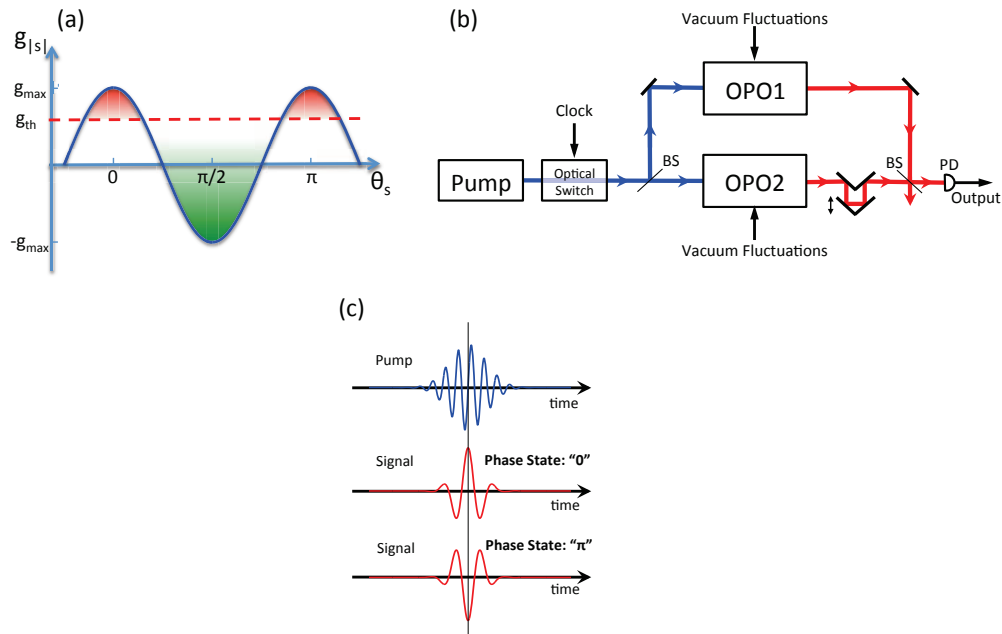 (a)
g|s|
gmax
gth
0
π/2
π
θs
-gmax
(b)
Vacuum Fluctuations
OPO1
Clock
Pump
Optical
Switch
BS
OPO2
BS
PD
Output
Vacuum Fluctuations
(c)
Pump
time
Signal
Phase State: “0”
time
Signal
Phase State: “π”
time